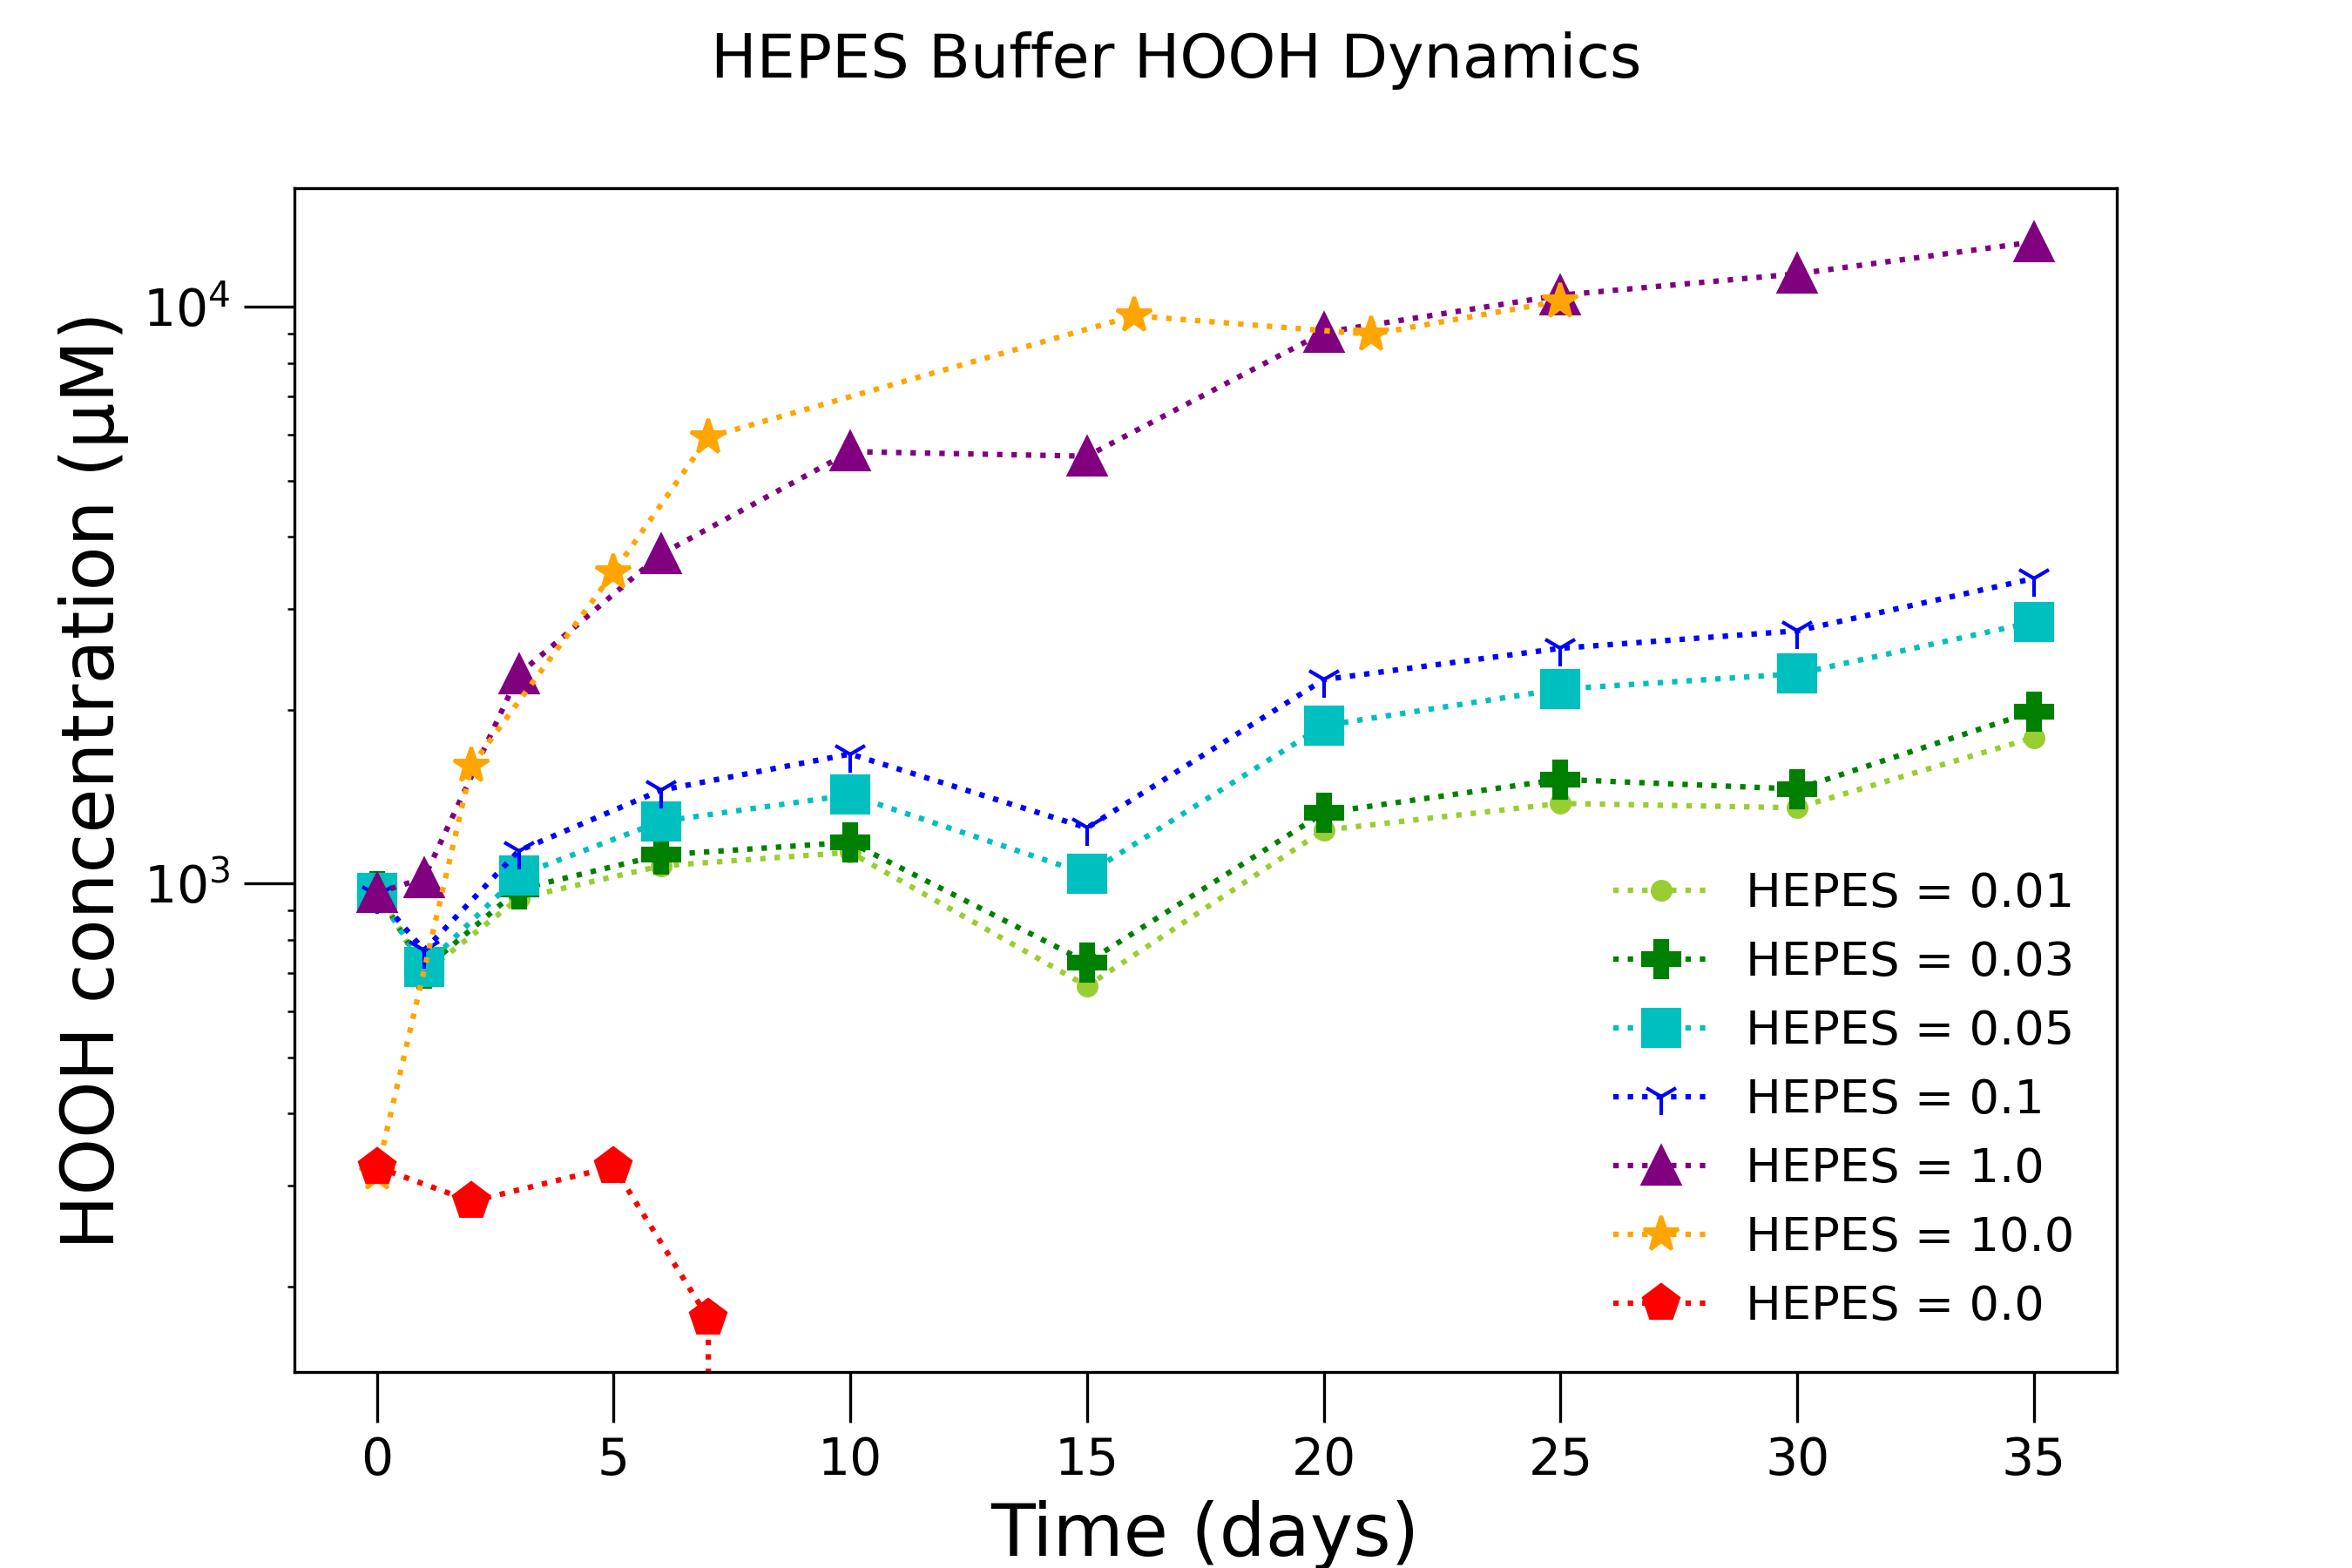 HEPES Buffer HOOH Dynamics
HOOH concentration (µM)
10⁴
10³
HEPES = 0.01
HEPES = 0.03
HEPES = 0.05
HEPES = 0.1
HEPES = 1.0
HEPES = 10.0
HEPES = 0.0
0 5 10 15 20 25 30 35
Time (days)